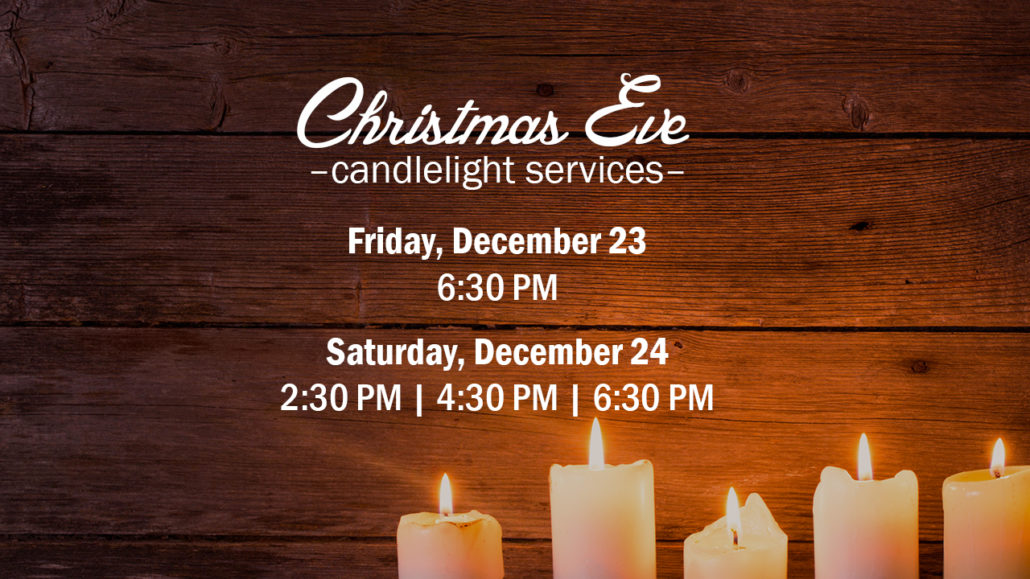 Christmas Eve
–candlelight services–
Friday, December 23
6:30 PM
Saturday, December 24
2:30 PM | 4:30 PM | 6:30 PM